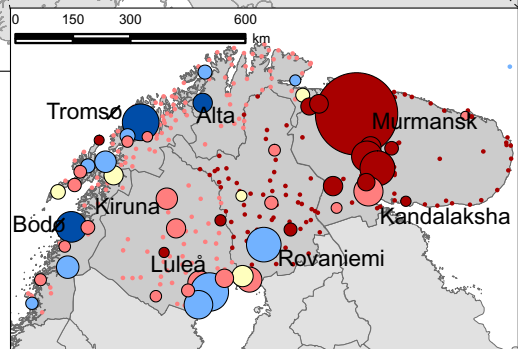 0 150 300 600
km
Tromsø
Alta
Murmansk
Kiruna
Kandalaksha
Bodø
Luleå
Rovaniemi